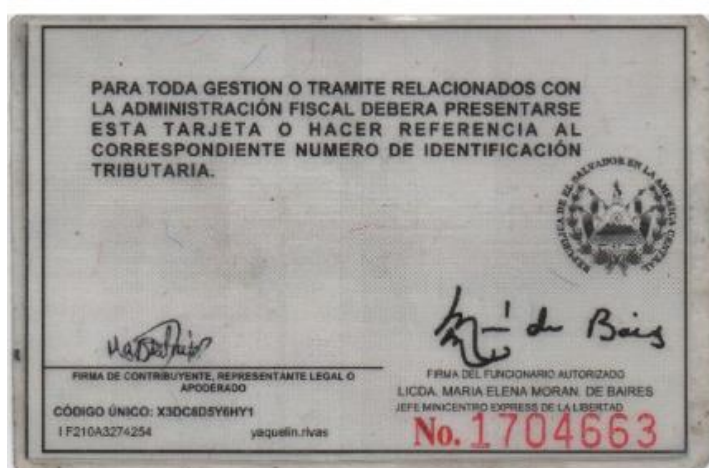 PARA TODA GESTION O TRAMITE RELACIONADOS CON
LA ADMINISTRACIÓN FISCAL DEBERA PRESENTARSE
ESTA TARJETA O HACER REFERENCIA AL
CORRESPONDIENTE NUMERO DE IDENTIFICACIÓN
TRIBUTARIA.
REPUBLICA DE EL SALVADOR EN LA AMERICA CENTRAL
FIRMA DE CONTRIBUYENTE, REPRESENTANTE LEGAL O
APODERADO
CÓDIGO ÚNICO: X3DC8D5Y6HY1
I F210A3274254 yaquelin.rivas
FIRMA DEL FUNCIONARIO AUTORIZADO
LICDA. MARIA ELENA MORAN. DE BAIRES
JEFE MINICENTRO EXPRESS DE LA LIBERTAD
No. 1704663